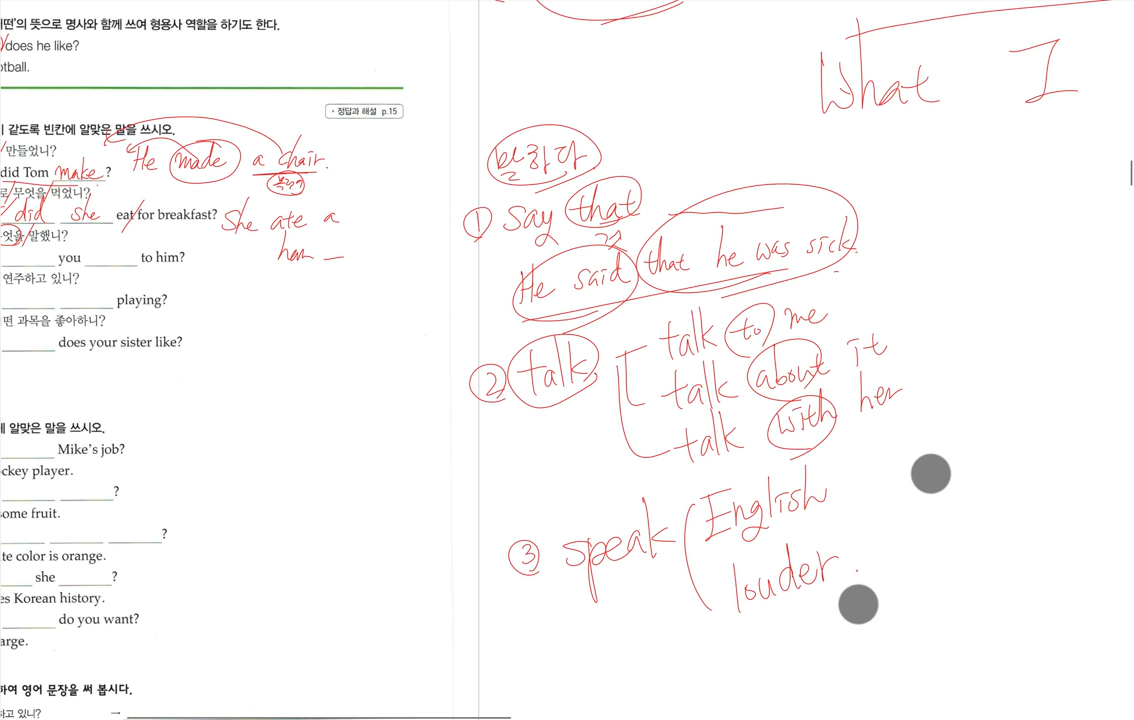 떤'의 뜻으로 명사와 함께 쓰여 형용사 역할을 하기도 한다.
does he like?
otball.
• 정답과 해설 p.15
같도록 빈칸에 알맞은 말을 쓰시오.
만들었니?
did Tom make ?
He made a chair.
로 무엇을 먹었니?
did she eat for breakfast?
She ate a
ham
엇을 말했니?
you to him?
연주하고 있니?
playing?
떤 과목을 좋아하니?
does your sister like?
에 알맞은 말을 쓰시오.
Mike's job?
ckey player.
?
ome fruit.
?
te color is orange.
she ?
es Korean history.
do you want?
arge.
하여 영어 문장을 써 봅시다.
하고 있니? →
What I
말하다
① say that
것
He said that he was sick.
② talk
talk to me
talk about it
talk with her
③ speak English
louder.